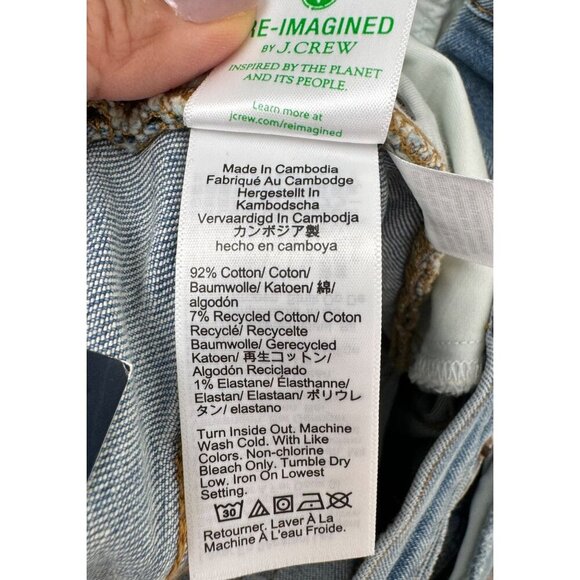 RE-IMAGINED
BY J.CREW
INSPIRED BY THE PLANET
AND ITS PEOPLE.
Learn more at
jcrew.com/reimagined
Made In Cambodia
Fabriqué Au Cambodge
Hergestellt In
Kambodscha
Vervaardigd In Cambodja
カンボジア製
hecho en camboya
92% Cotton/ Coton/
Baumwolle/ Katoen/ 綿/
algodón
7% Recycled Cotton/ Coton
Recyclé/ Recycelte
Baumwolle/ Gerecycled
Katoen/ 再生コットン/
Algodón Reciclado
1% Elastane/ Élasthanne/
Elastan/ Elastaan/ ポリウレ
タン/ elastano
Turn Inside Out. Machine
Wash Cold. With Like
Colors. Non-chlorine
Bleach Only. Tumble Dry
Low. Iron On Lowest
Setting.
30
Retourner. Laver À La
Machine À L'eau Froide.